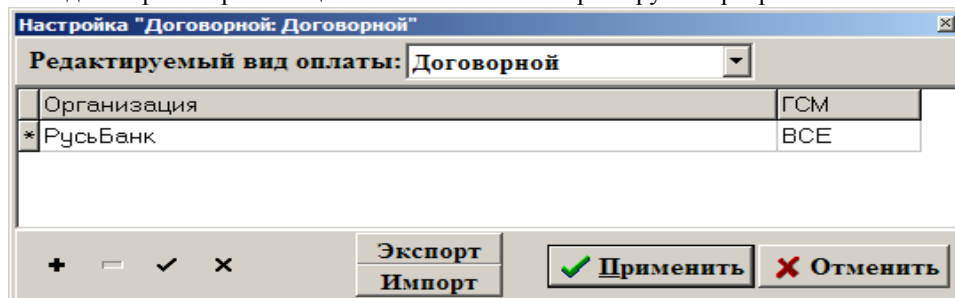 Настройка "Договорной: Договорной"
Редактируемый вид оплаты: Договорной
Организация ГСМ
* РусьБанк ВСЕ
Экспорт
Применить Отменить
Импорт